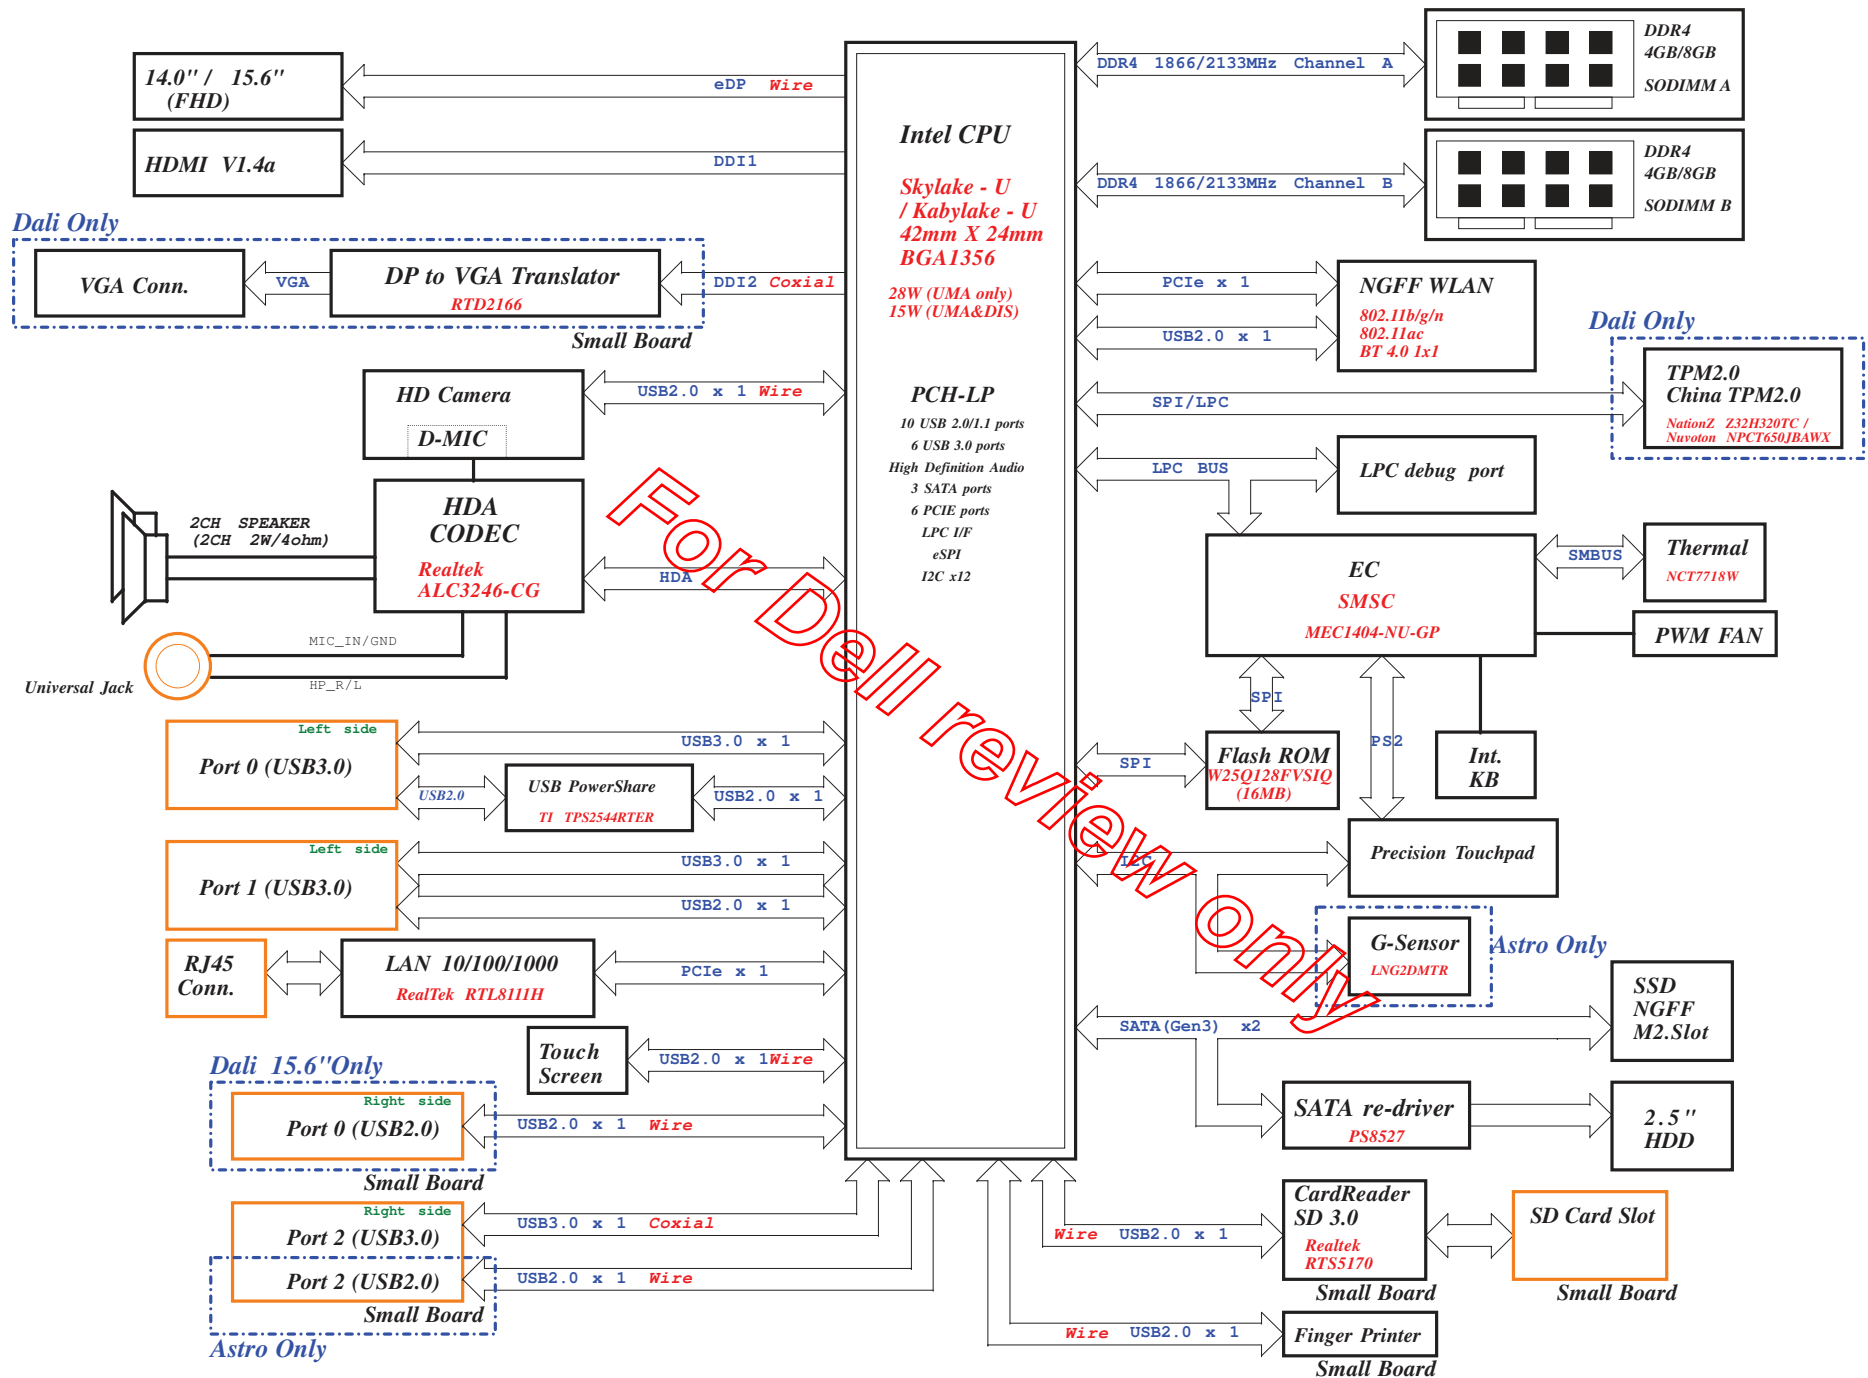 14.0" / 15.6"
(FHD)
eDP Wire
HDMI V1.4a
DDI1
Dali Only
VGA Conn.
VGA
DP to VGA Translator
RTD2166
DDI2 Coxial
Small Board
HD Camera
D-MIC
USB2.0 x 1 Wire
2CH SPEAKER
(2CH 2W/4ohm)
HDA
CODEC
Realtek
ALC3246-CG
HDA
MIC_IN/GND
HP_R/L
Universal Jack
Left side
Port 0 (USB3.0)
USB3.0 x 1
USB2.0
USB PowerShare
TI TPS2544RTER
USB2.0 x 1
Left side
Port 1 (USB3.0)
USB3.0 x 1
USB2.0 x 1
RJ45
Conn.
LAN 10/100/1000
RealTek RTL8111H
PCIe x 1
Touch
Screen
USB2.0 x 1Wire
Dali 15.6"Only
Right side
Port 0 (USB2.0)
USB2.0 x 1 Wire
Small Board
Right side
Port 2 (USB3.0)
USB3.0 x 1 Coxial
Port 2 (USB2.0)
USB2.0 x 1 Wire
Small Board
Astro Only
Intel CPU
Skylake - U
/ Kabylake - U
42mm X 24mm
BGA1356
28W (UMA only)
15W (UMA&DIS)
PCH-LP
10 USB 2.0/1.1 ports
6 USB 3.0 ports
High Definition Audio
3 SATA ports
6 PCIE ports
LPC I/F
eSPI
I2C x12
For Dell review only
DDR4 1866/2133MHz Channel A
DDR4
4GB/8GB
SODIMM A
DDR4 1866/2133MHz Channel B
DDR4
4GB/8GB
SODIMM B
PCIe x 1
USB2.0 x 1
NGFF WLAN
802.11b/g/n
802.11ac
BT 4.0 1x1
Dali Only
SPI/LPC
TPM2.0
China TPM2.0
NationZ Z32H320TC /
Nuvoton NPCT650JBAWX
LPC BUS
LPC debug port
EC
SMSC
MEC1404-NU-GP
SMBUS
Thermal
NCT7718W
PWM FAN
SPI
PS2
SPI
Flash ROM
W25Q128FVSIQ
(16MB)
Int.
KB
I2C
Precision Touchpad
G-Sensor
LNG2DMTR
Astro Only
SATA(Gen3) x2
SSD
NGFF
M2.Slot
SATA re-driver
PS8527
2.5"
HDD
Wire USB2.0 x 1
CardReader
SD 3.0
Realtek
RTS5170
Small Board
SD Card Slot
Small Board
Wire USB2.0 x 1
Finger Printer
Small Board